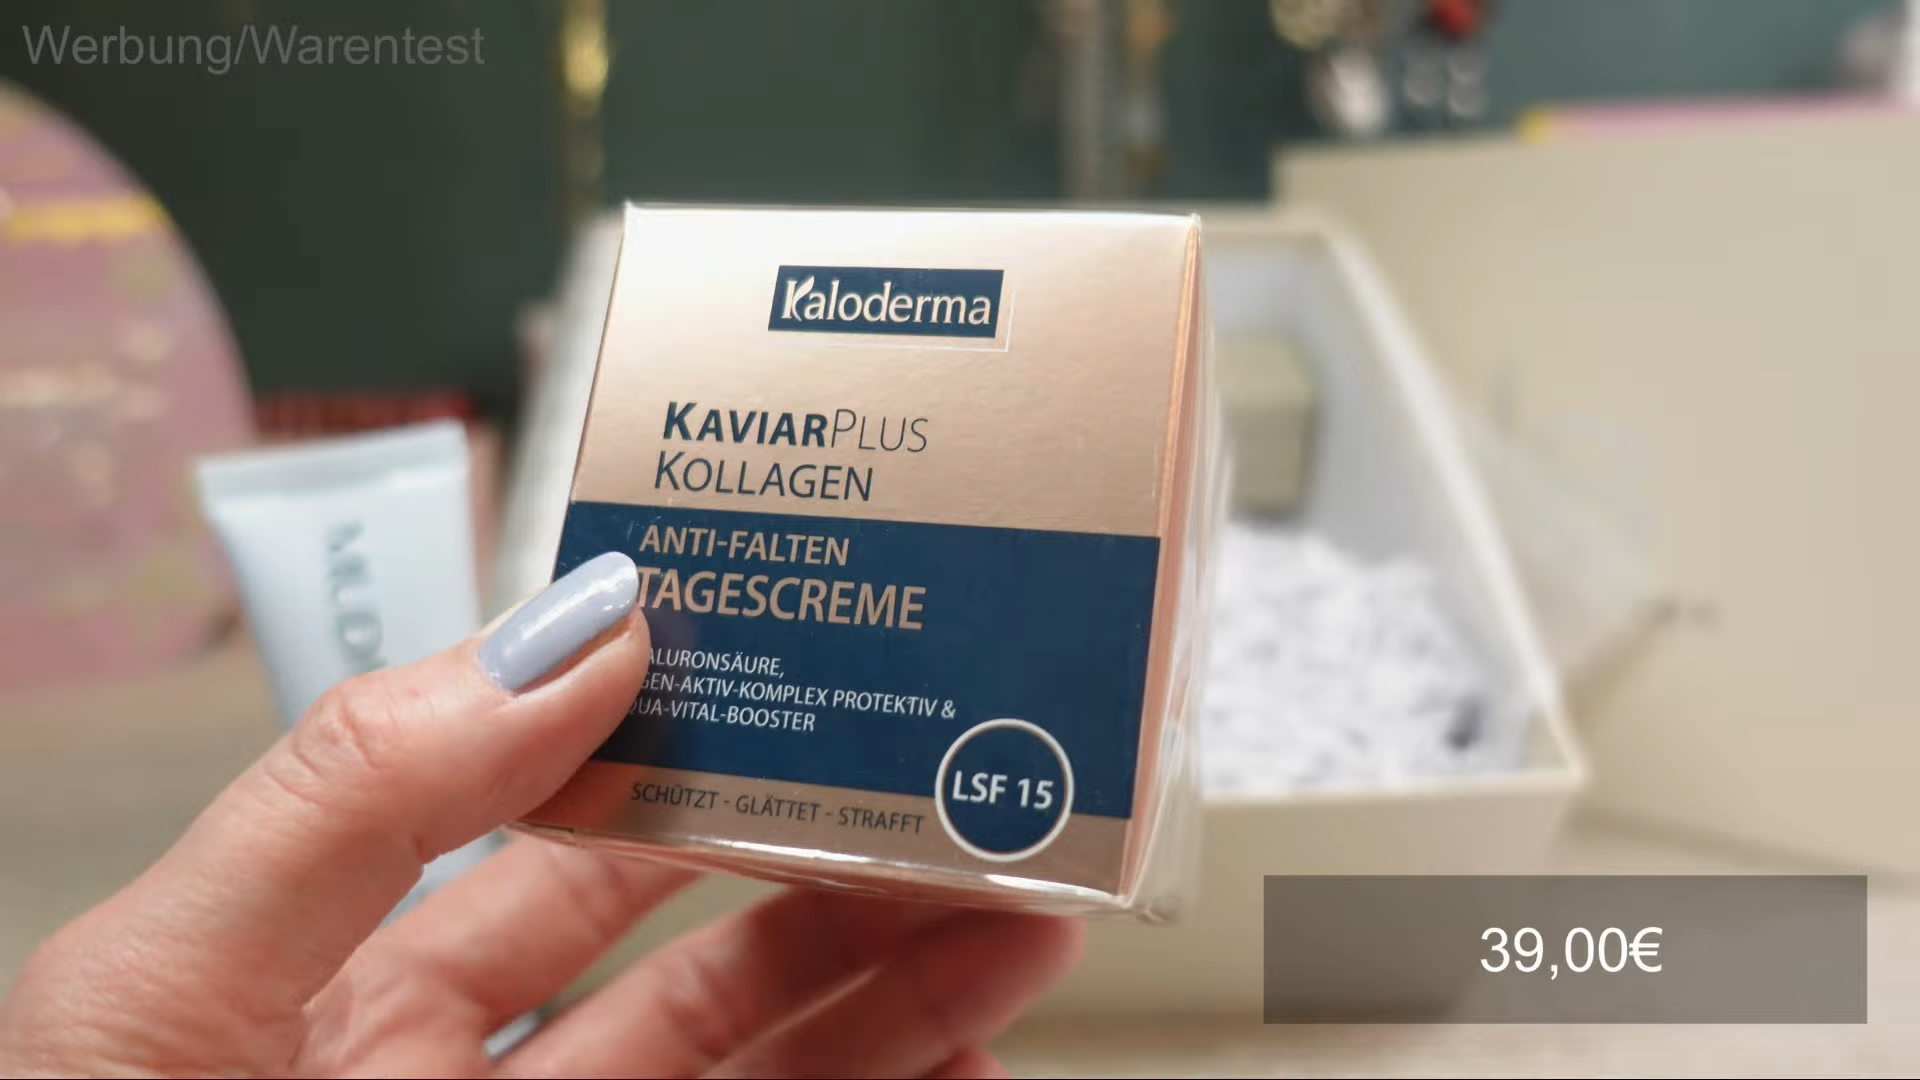 Werbung/Warentest
Kaloderma
KAVIARPLUS
KOLLAGEN
ANTI-FALTEN
TAGESCREME
ALURONSÄURE,
GEN-AKTIV-KOMPLEX PROTEKTIV &
QUA-VITAL-BOOSTER
LSF 15
SCHÜTZT - GLÄTTET - STRAFFT
39,00€